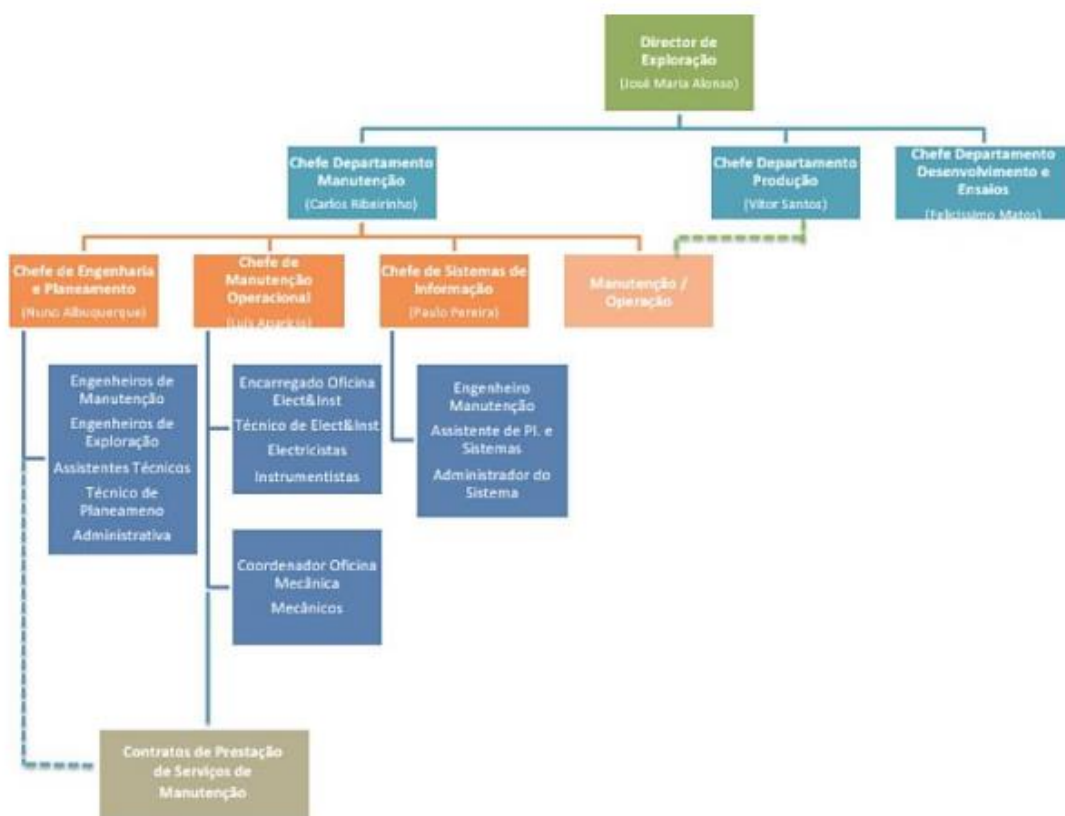 Director de
Exploração
(José Maria Alonso)
Chefe Departamento
Manutenção
(Carlos Ribeirinho)
Chefe Departamento
Produção
(Vitor Santos)
Chefe Departamento
Desenvolvimento e
Ensaios
(Felicissimo Matos)
Chefe de Engenharia
e Planeamento
(Nuno Albuquerque)
Chefe de
Manutenção
Operacional
(Luís Aparício)
Chefe de Sistemas de
Informação
(Paulo Pereira)
Manutenção /
Operação
Engenheiros de
Manutenção
Engenheiros de
Exploração
Assistentes Técnicos
Técnico de
Planeameno
Administrativa
Encarregado Oficina
Elect&Inst
Técnico de Elect&Inst
Electricistas
Instrumentistas
Engenheiro
Manutenção
Assistente de Pl. e
Sistemas
Administrador do
Sistema
Coordenador Oficina
Mecânica
Mecânicos
Contratos de Prestação
de Serviços de
Manutenção